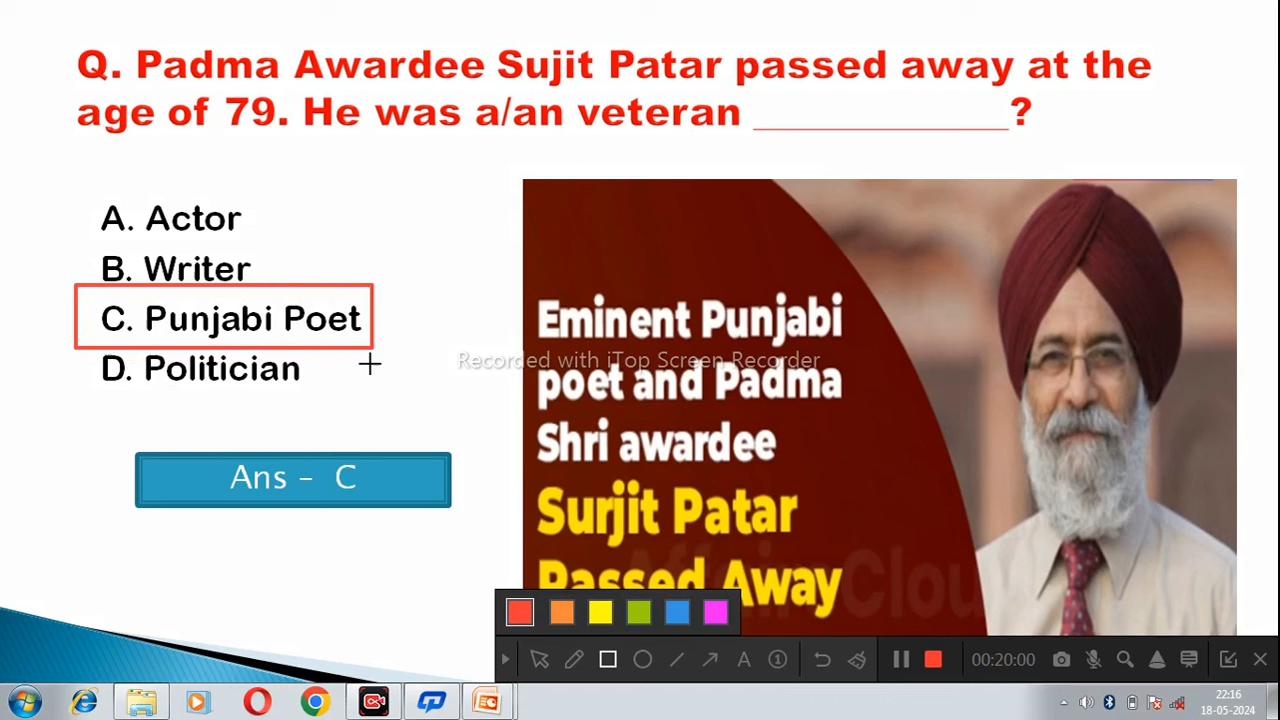 Q. Padma Awardee Sujit Patar passed away at the
age of 79. He was a/an veteran ____________?
A. Actor
B. Writer
C. Punjabi Poet
D. Politician
Ans – C
Eminent Punjabi
poet and Padma
Shri awardee
Surjit Patar
Passed Away
Recorded with iTop Screen Recorder
00:20:00
22:16
18-05-2024